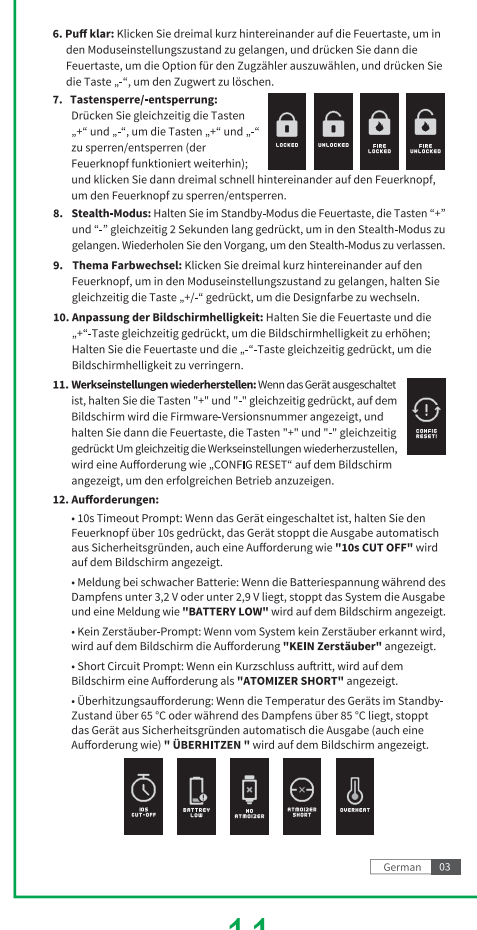 6. Puff klar: Klicken Sie dreimal kurz hintereinander auf die Feuertaste, um in
den Moduseinstellungszustand zu gelangen, und drücken Sie dann die
Feuertaste, um die Option für den Zugzähler auszuwählen, und drücken Sie
die Taste „-“, um den Zugwert zu löschen.
7. Tastensperre/-entsperrung:
Drücken Sie gleichzeitig die Tasten
„+“ und „-“, um die Tasten „+“ und „-“
zu sperren/entsperren (der
Feuerknopf funktioniert weiterhin);
und klicken Sie dann dreimal schnell hintereinander auf den Feuerknopf,
um den Feuerknopf zu sperren/entsperren.
LOCKED
UNLOCKED
FIRE
LOCKED
FIRE
UNLOCKED
8. Stealth-Modus: Halten Sie im Standby-Modus die Feuertaste, die Tasten “+”
und “-” gleichzeitig 2 Sekunden lang gedrückt, um in den Stealth-Modus zu
gelangen. Wiederholen Sie den Vorgang, um den Stealth-Modus zu verlassen.
9. Thema Farbwechsel: Klicken Sie dreimal kurz hintereinander auf den
Feuerknopf, um in den Moduseinstellungszustand zu gelangen, halten Sie
gleichzeitig die Taste „+/-“ gedrückt, um die Designfarbe zu wechseln.
10. Anpassung der Bildschirmhelligkeit: Halten Sie die Feuertaste und die
„+“-Taste gleichzeitig gedrückt, um die Bildschirmhelligkeit zu erhöhen;
Halten Sie die Feuertaste und die „-“-Taste gleichzeitig gedrückt, um die
Bildschirmhelligkeit zu verringern.
11. Werkseinstellungen wiederherstellen: Wenn das Gerät ausgeschaltet
ist, halten Sie die Tasten "+" und "-" gleichzeitig gedrückt, auf dem
Bildschirm wird die Firmware-Versionsnummer angezeigt, und
halten Sie dann die Feuertaste, die Tasten "+" und "-" gleichzeitig
gedrückt Um gleichzeitig die Werkseinstellungen wiederherzustellen,
wird eine Aufforderung wie „CONFIG RESET“ auf dem Bildschirm
angezeigt, um den erfolgreichen Betrieb anzuzeigen.
CONFIG
RESET!
12. Aufforderungen:
• 10s Timeout Prompt: Wenn das Gerät eingeschaltet ist, halten Sie den
Feuerknopf über 10s gedrückt, das Gerät stoppt die Ausgabe automatisch
aus Sicherheitsgründen, auch eine Aufforderung wie "10s CUT OFF" wird
auf dem Bildschirm angezeigt.
• Meldung bei schwacher Batterie: Wenn die Batteriespannung während des
Dampfens unter 3,2 V oder unter 2,9 V liegt, stoppt das System die Ausgabe
und eine Meldung wie "BATTERY LOW" wird auf dem Bildschirm angezeigt.
• Kein Zerstäuber-Prompt: Wenn vom System kein Zerstäuber erkannt wird,
wird auf dem Bildschirm die Aufforderung "KEIN Zerstäuber" angezeigt.
• Short Circuit Prompt: Wenn ein Kurzschluss auftritt, wird auf dem
Bildschirm eine Aufforderung als "ATOMIZER SHORT" angezeigt.
• Überhitzungsaufforderung: Wenn die Temperatur des Geräts im Standby-
Zustand über 65 °C oder während des Dampfens über 85 °C liegt, stoppt
das Gerät aus Sicherheitsgründen automatisch die Ausgabe (auch eine
Aufforderung wie) " ÜBERHITZEN " wird auf dem Bildschirm angezeigt.
10S
CUT-OFF
BATTREY
LOW
NO
ATMOIZER
ATMOIZER
SHORT
OVERHEAT
German 03